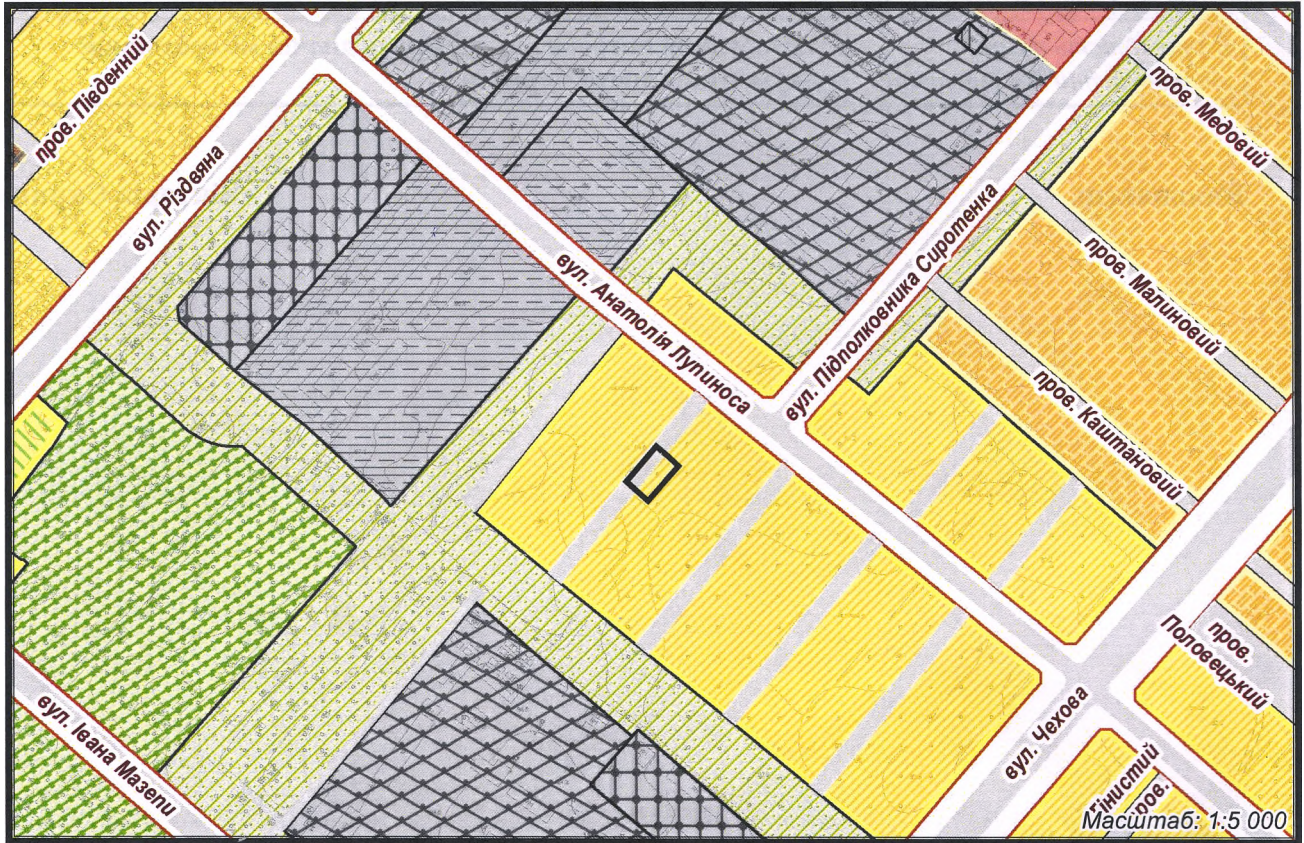 пров. Південний
вул. Різдвяна
вул. Анатолія Лупиноса
вул. Підполковника Сиротенка
пров. Медовий
пров. Малиновий
пров. Каштановий
пров.
Половецький
вул. Чехова
вул. Івана Мазепи
пров.
Масштаб: 1:5 000